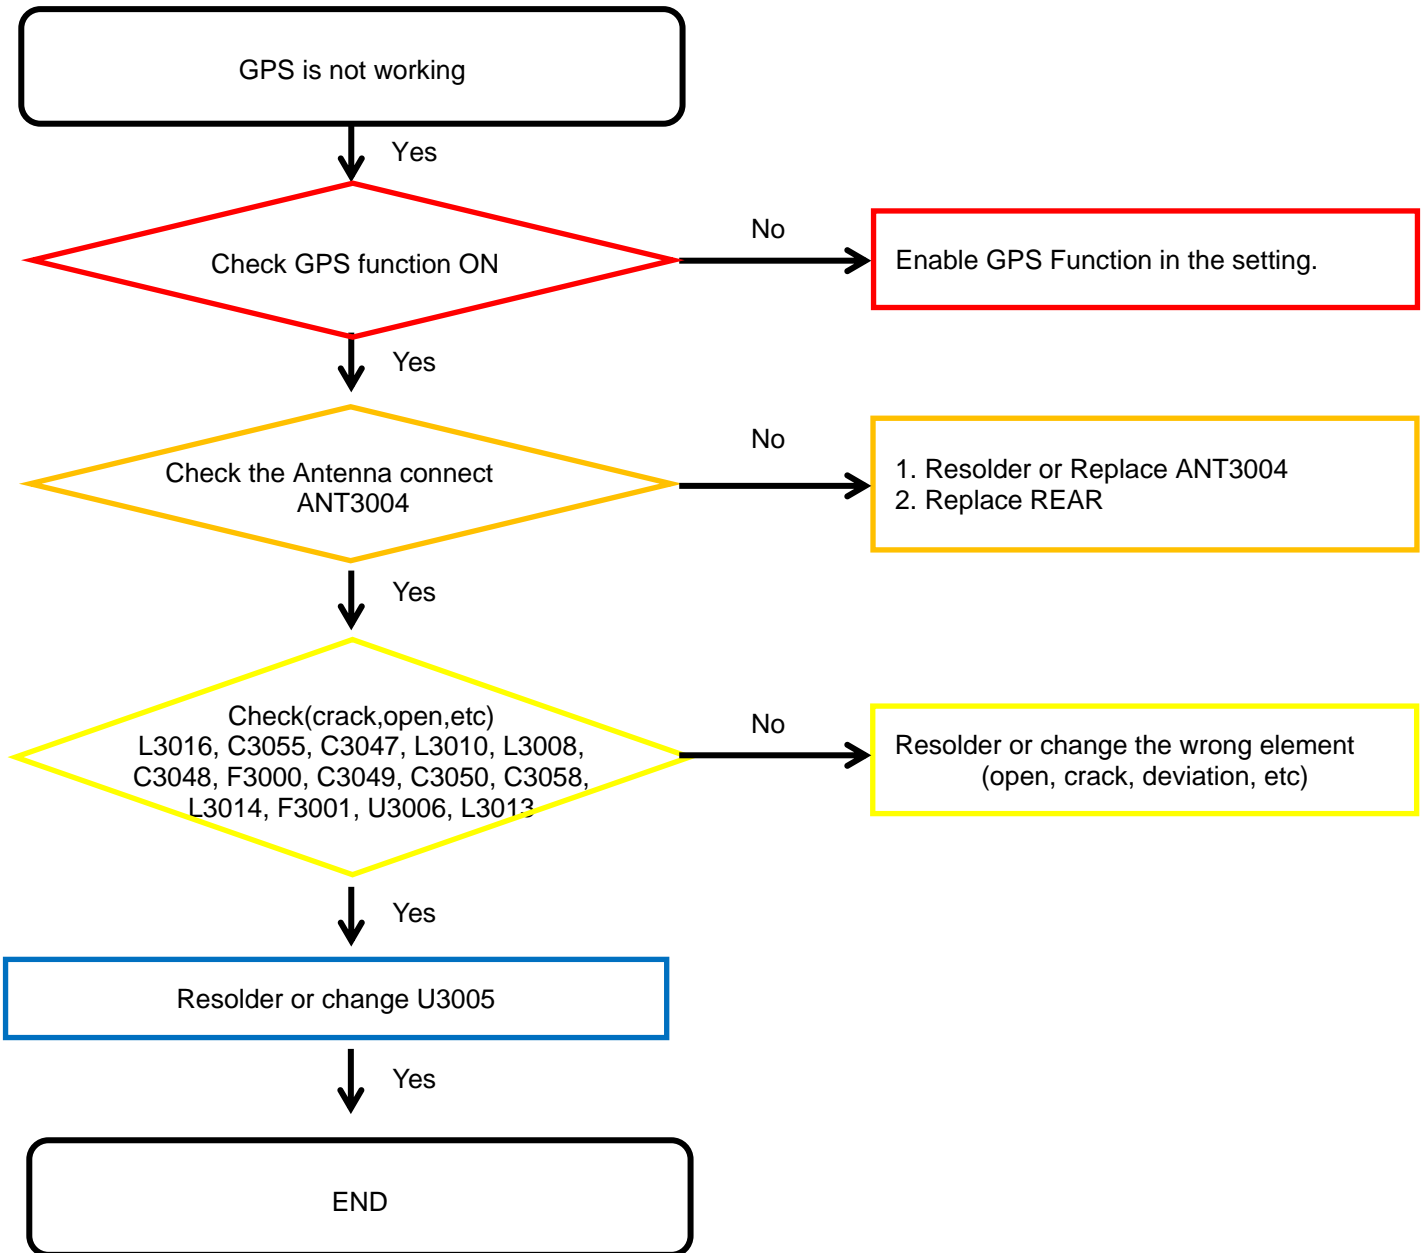 GPS is not working
Yes
Check GPS function ON
No
Enable GPS Function in the setting.
Yes
Check the Antenna connect
ANT3004
No
1. Resolder or Replace ANT3004
2. Replace REAR
Yes
Check(crack,open,etc)
L3016, C3055, C3047, L3010, L3008,
C3048, F3000, C3049, C3050, C3058,
L3014, F3001, U3006, L3013
No
Resolder or change the wrong element
(open, crack, deviation, etc)
Yes
Resolder or change U3005
Yes
END